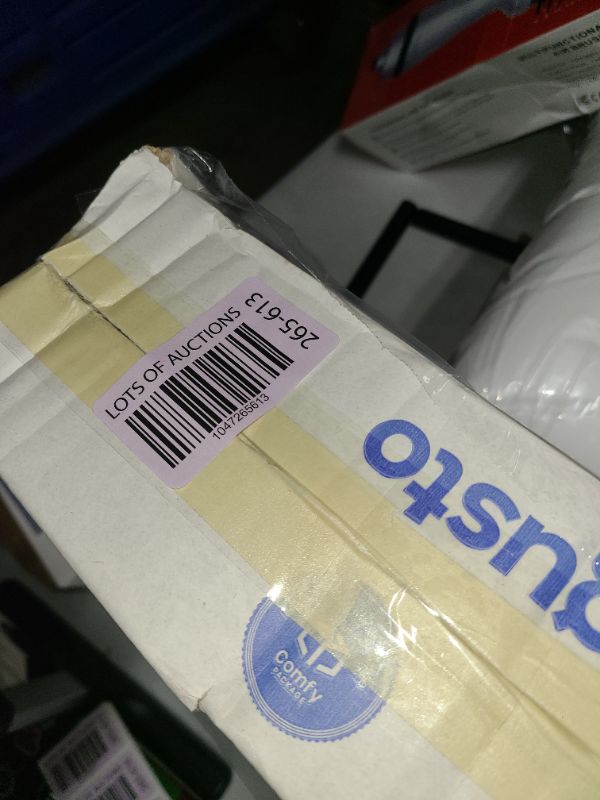 LOTS OF AUCTIONS
265-613
1047265613
gusto
Comfy
PACKAGE